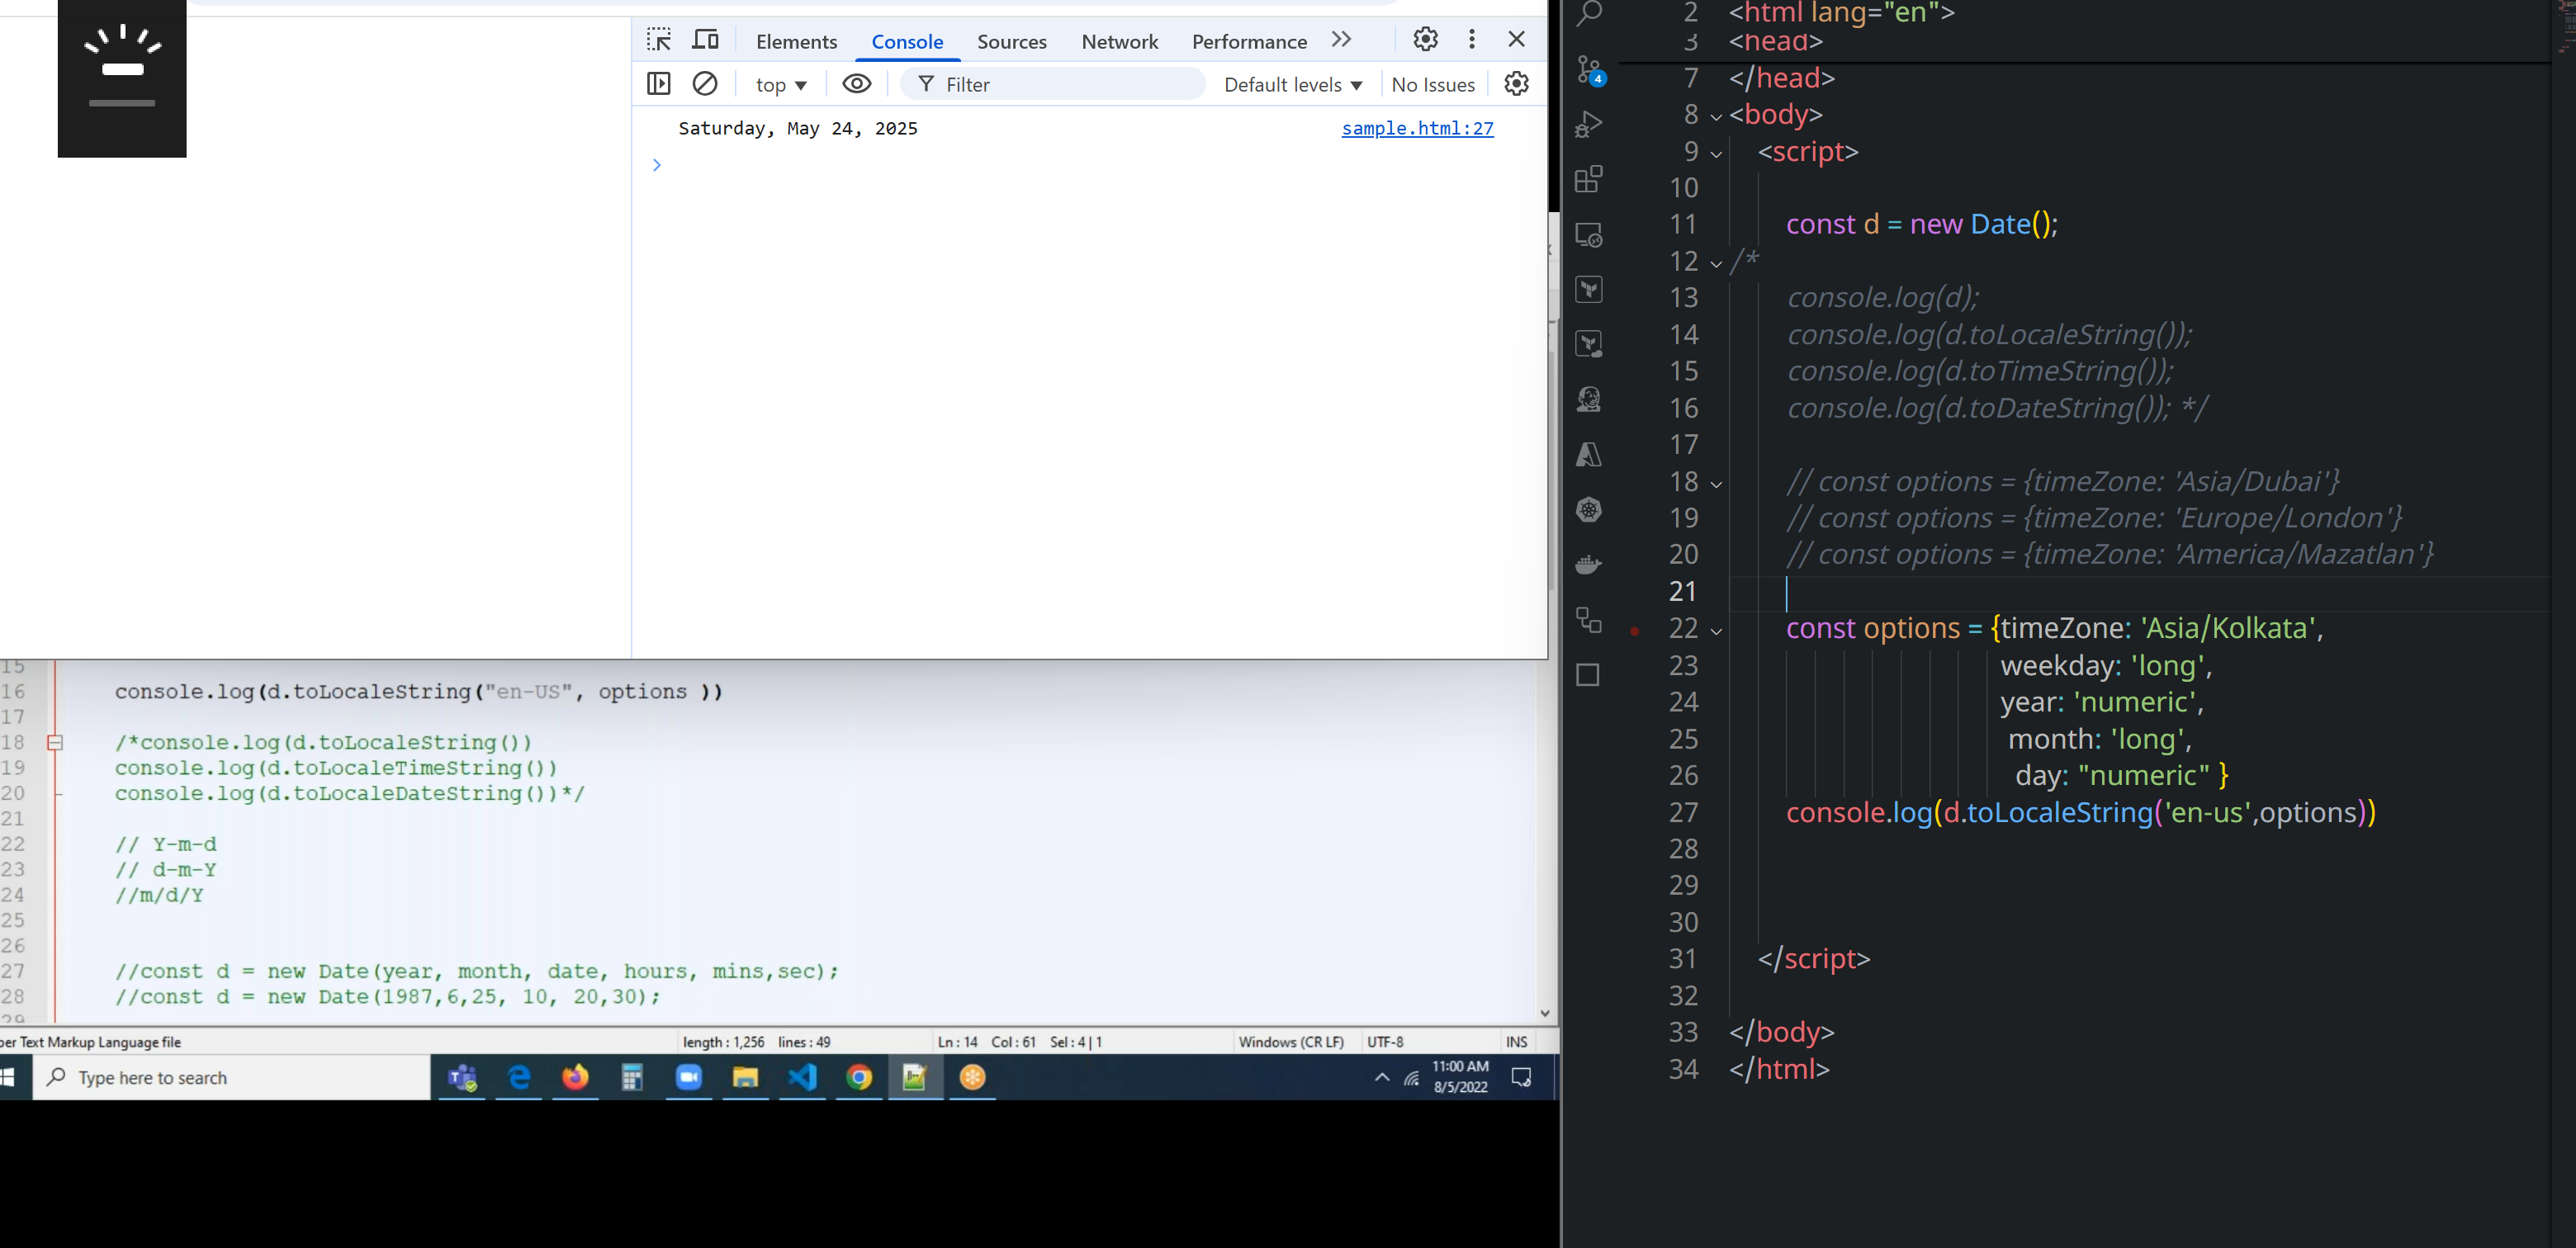 Elements Console Sources Network Performance
top Filter Default levels No Issues
Saturday, May 24, 2025 sample.html:27
15
16 console.log(d.toLocaleString("en-US", options ))
17
18 /*console.log(d.toLocaleString())
19 console.log(d.toLocaleTimeString())
20 console.log(d.toLocaleDateString())*/
21
22 // Y-m-d
23 // d-m-Y
24 //m/d/Y
25
26
27 //const d = new Date(year, month, date, hours, mins,sec);
28 //const d = new Date(1987,6,25, 10, 20,30);
29
per Text Markup Language file length : 1,256 lines : 49 Ln : 14 Col : 61 Sel : 4 | 1 Windows (CR LF) UTF-8 INS
Type here to search
11:00 AM
8/5/2022
4
2 <html lang="en">
3 <head>
7 </head>
8 <body>
9 <script>
10
11 const d = new Date();
12 /*
13 console.log(d);
14 console.log(d.toLocaleString());
15 console.log(d.toTimeString());
16 console.log(d.toDateString()); */
17
18 // const options = {timeZone: 'Asia/Dubai'}
19 // const options = {timeZone: 'Europe/London'}
20 // const options = {timeZone: 'America/Mazatlan'}
21
22 const options = {timeZone: 'Asia/Kolkata',
23 weekday: 'long',
24 year: 'numeric',
25 month: 'long',
26 day: "numeric" }
27 console.log(d.toLocaleString('en-us',options))
28
29
30
31 </script>
32
33 </body>
34 </html>